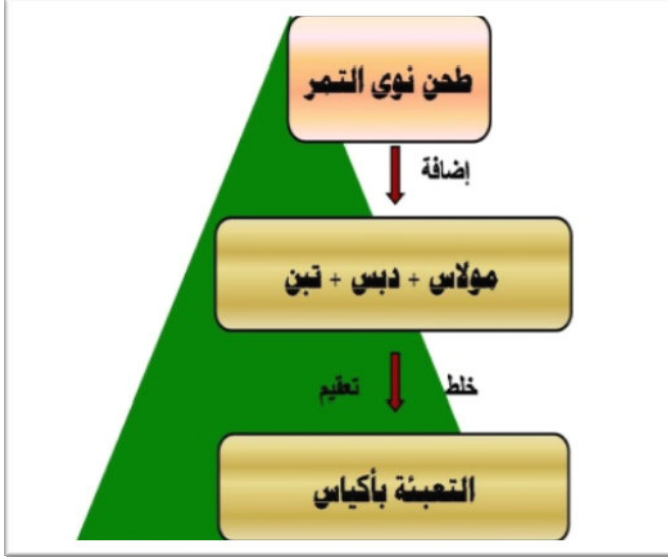 طحن نوى التمر
إضافة
مولاس + دبس + تبن
خلط تعقيم
التعبئة بأكياس